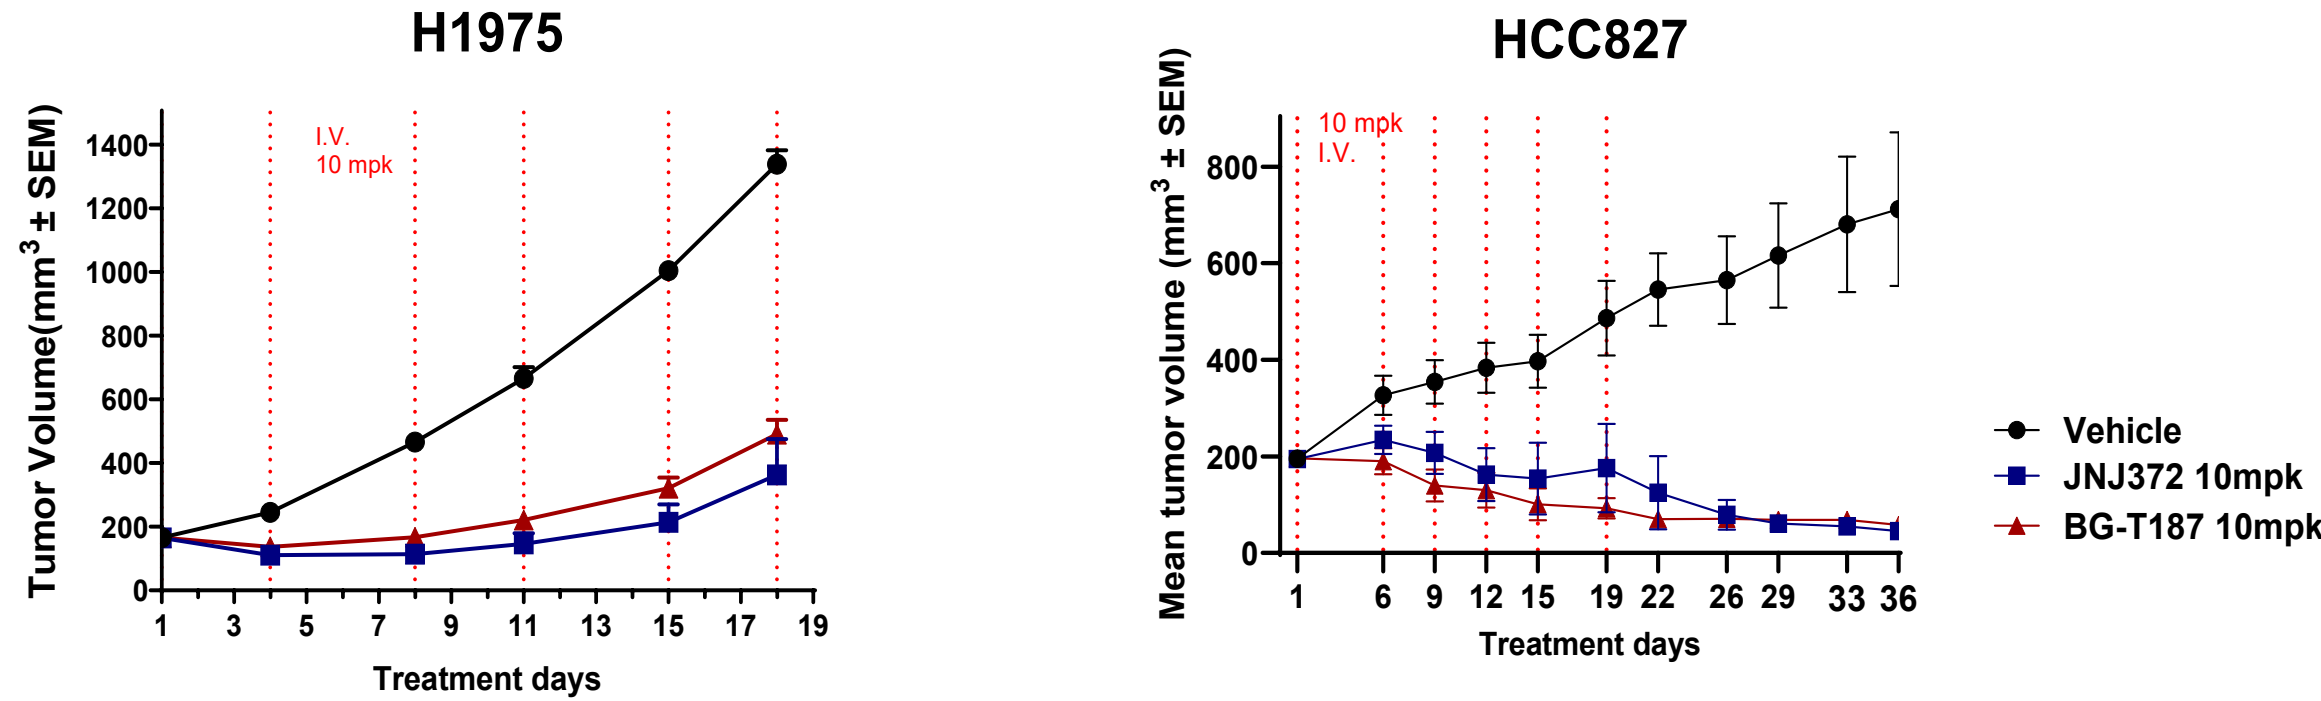 H1975
Tumor Volume(mm³ ± SEM)
I.V.
10 mpk
1400
1200
1000
800
600
400
200
0
1 3 5 7 9 11 13 15 17 19
Treatment days
HCC827
Mean tumor volume (mm³ ± SEM)
10 mpk
I.V.
800
600
400
200
0
1 6 9 12 15 19 22 26 29 33 36
Treatment days
Vehicle
JNJ372 10mpk
BG-T187 10mpk